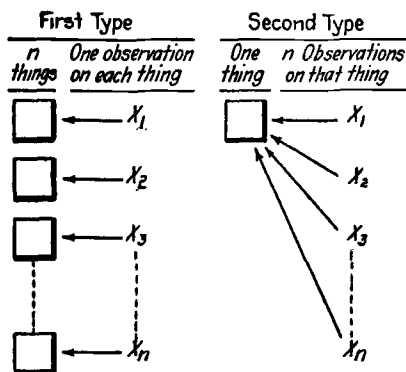 First Type
n things
One observation on each thing
X1
X2
X3
Xn
Second Type
One thing
n Observations on that thing
X1
X2
X3
Xn